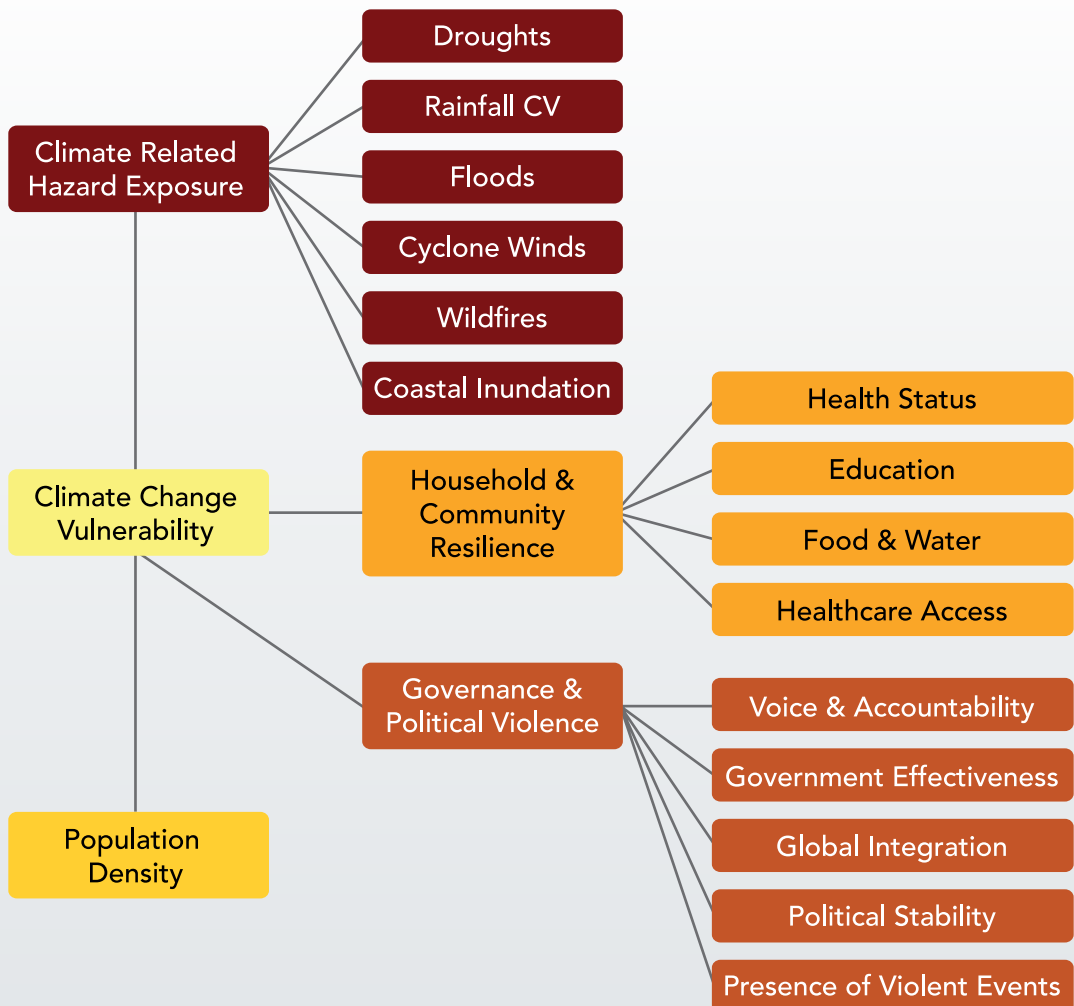 Droughts
Rainfall CV
Climate Related
Hazard Exposure
Floods
Cyclone Winds
Wildfires
Coastal Inundation
Climate Change
Vulnerability
Household &
Community
Resilience
Health Status
Education
Food & Water
Healthcare Access
Governance &
Political Violence
Voice & Accountability
Government Effectiveness
Global Integration
Political Stability
Presence of Violent Events
Population
Density